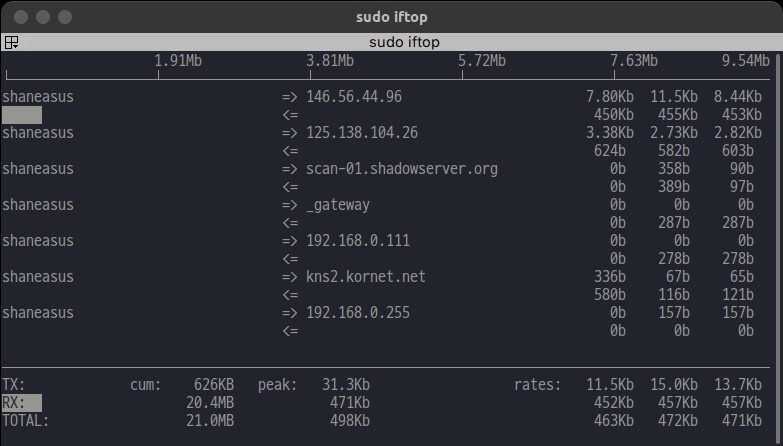 sudo iftop
sudo iftop
1.91Mb 3.81Mb 5.72Mb 7.63Mb 9.54Mb
shaneasus => 146.56.44.96 7.80Kb 11.5Kb 8.44Kb
<= 450Kb 455Kb 453Kb
shaneasus => 125.138.104.26 3.38Kb 2.73Kb 2.82Kb
<= 624b 582b 603b
shaneasus => scan-01.shadowserver.org 0b 358b 90b
<= 0b 389b 97b
shaneasus => _gateway 0b 0b 0b
<= 0b 287b 287b
shaneasus => 192.168.0.111 0b 0b 0b
<= 0b 278b 278b
shaneasus => kns2.kornet.net 336b 67b 65b
<= 580b 116b 121b
shaneasus => 192.168.0.255 0b 157b 157b
<= 0b 0b 0b
TX: cum: 626KB peak: 31.3Kb rates: 11.5Kb 15.0Kb 13.7Kb
RX: 20.4MB 471Kb 452Kb 457Kb 457Kb
TOTAL: 21.0MB 498Kb 463Kb 472Kb 471Kb